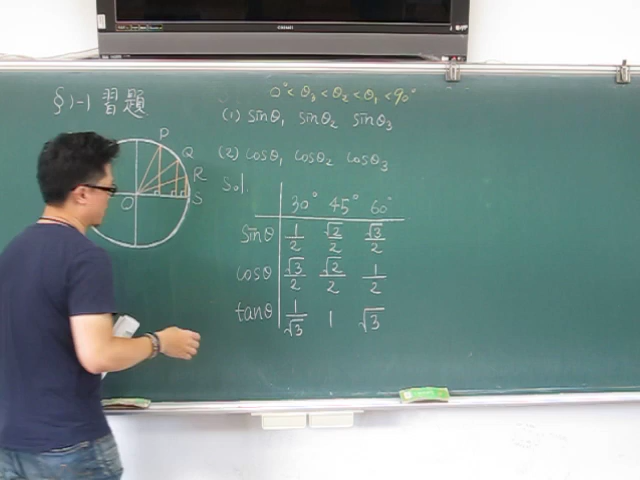 §1-1 習題
0° < θ₃ < θ₂ < θ₁ < 90°
(1) sinθ₁ sinθ₂ sinθ₃
(2) cosθ₁ cosθ₂ cosθ₃
P
Q
R
S
O
Sol.
30° 45° 60°
sinθ 1/2 √2/2 √3/2
cosθ √3/2 √2/2 1/2
tanθ 1/√3 1 √3